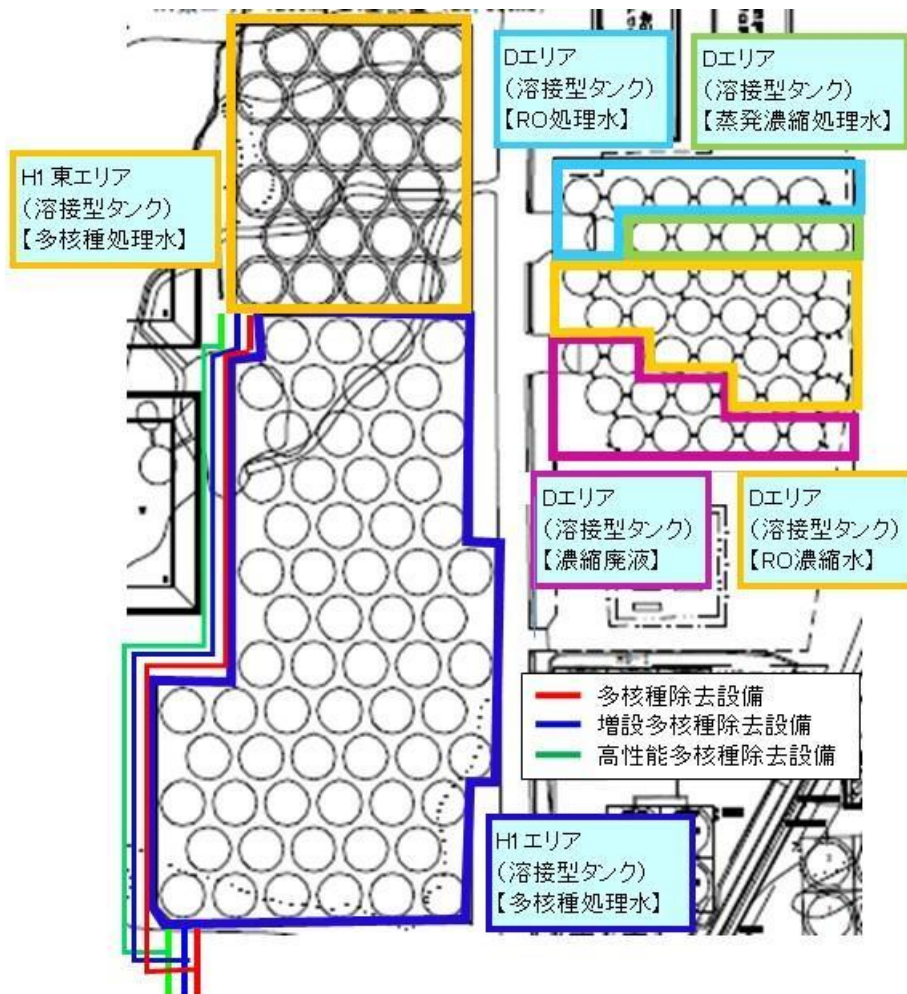 Dエリア
(溶接型タンク)
【RO処理水】
Dエリア
(溶接型タンク)
【蒸発濃縮処理水】
H1 東エリア
(溶接型タンク)
【多核種処理水】
Dエリア
(溶接型タンク)
【濃縮廃液】
Dエリア
(溶接型タンク)
【RO濃縮水】
多核種除去設備
増設多核種除去設備
高性能多核種除去設備
H1エリア
(溶接型タンク)
【多核種処理水】